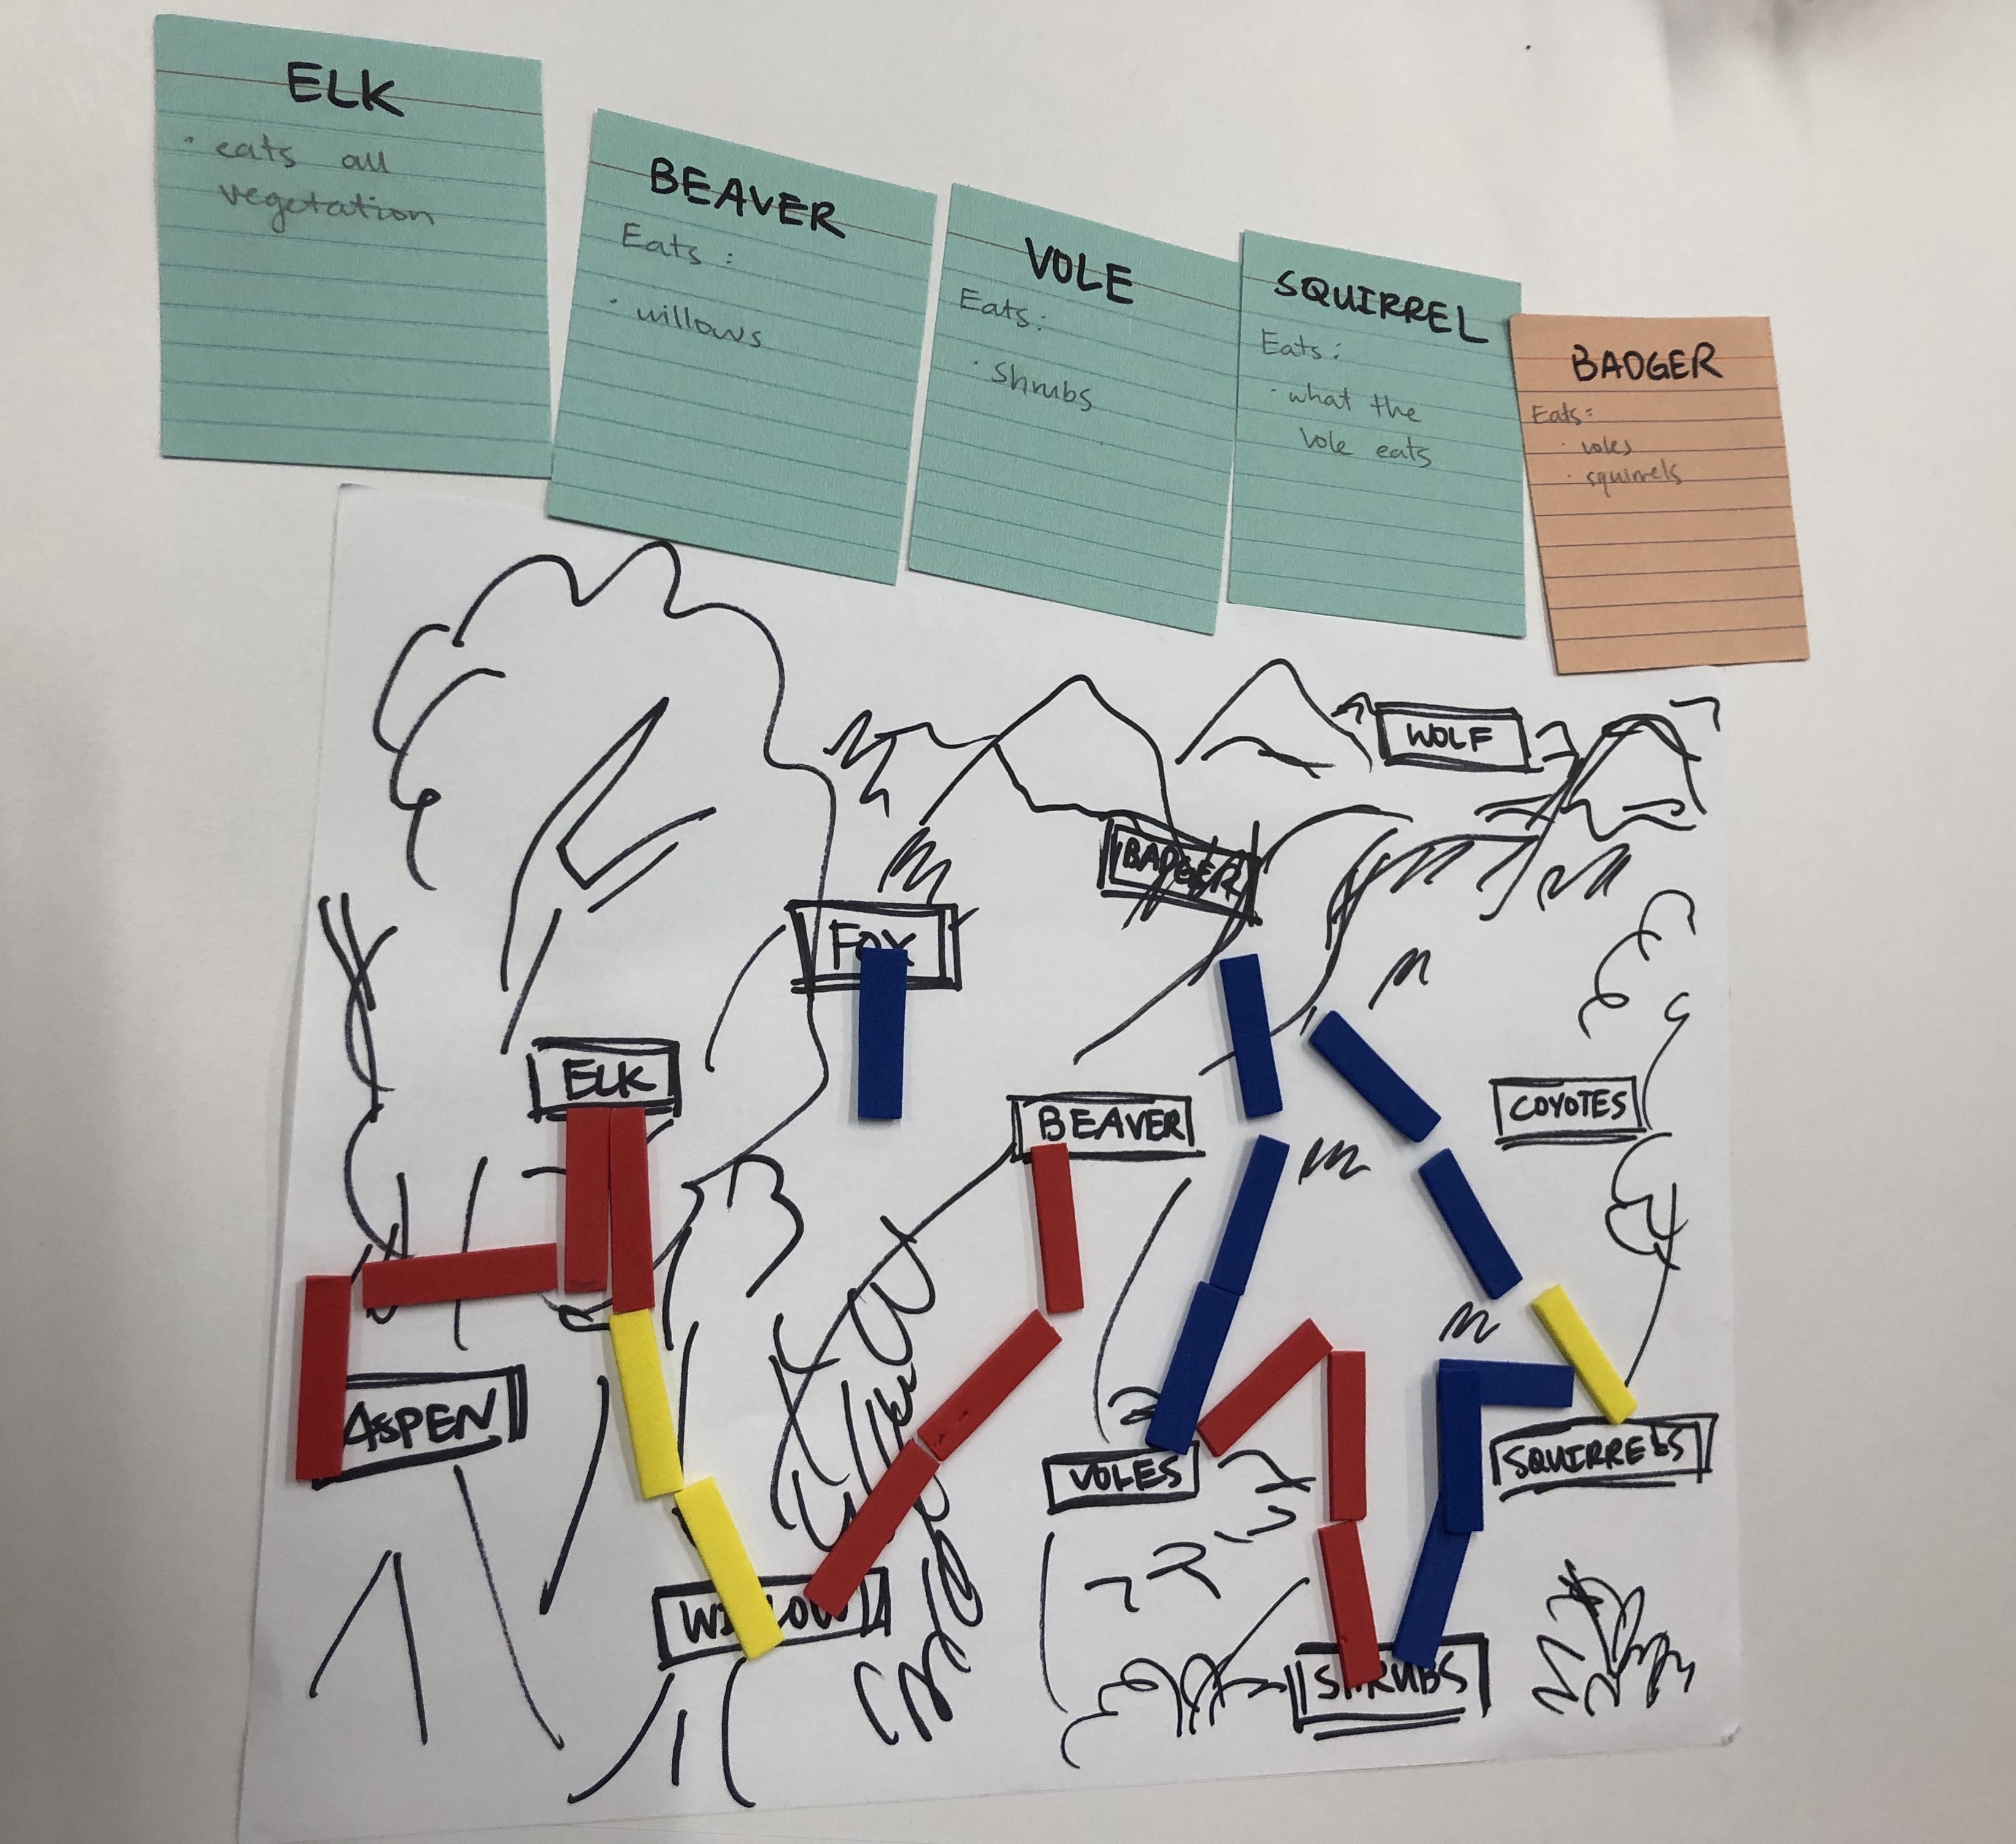 ELK
· eats all
vegetation
BEAVER
Eats :
· willows
VOLE
Eats:
· Shrubs
SQUIRREL
Eats:
· what the
Vole eats
BADGER
Eats:
· voles
· squirrels
WOLF
BADGER
FOX
ELK
BEAVER
COYOTES
ASPEN
VOLES
SQUIRRELS
WILLOW
SHRUBS